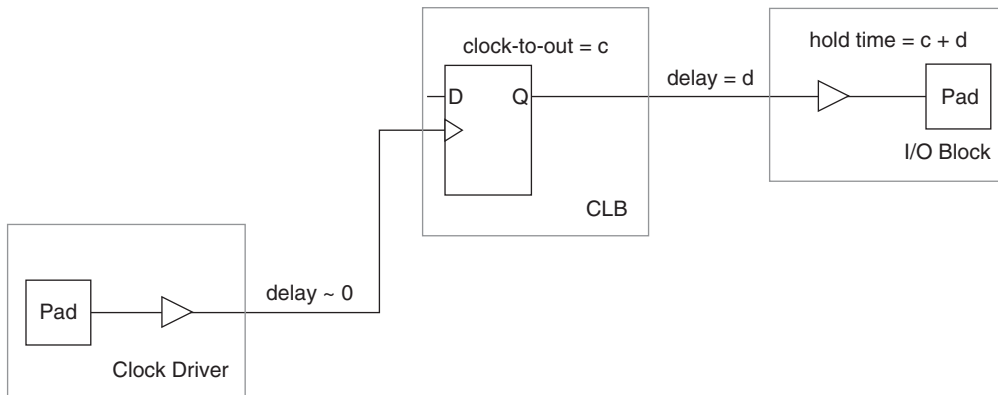 clock-to-out = c
D
Q
CLB
delay = d
hold time = c + d
Pad
I/O Block
Pad
Clock Driver
delay ~ 0